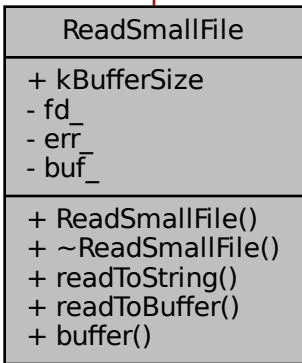 ReadSmallFile
+ kBufferSize
- fd_
- err_
- buf_
+ ReadSmallFile()
+ ~ReadSmallFile()
+ readToString()
+ readToBuffer()
+ buffer()